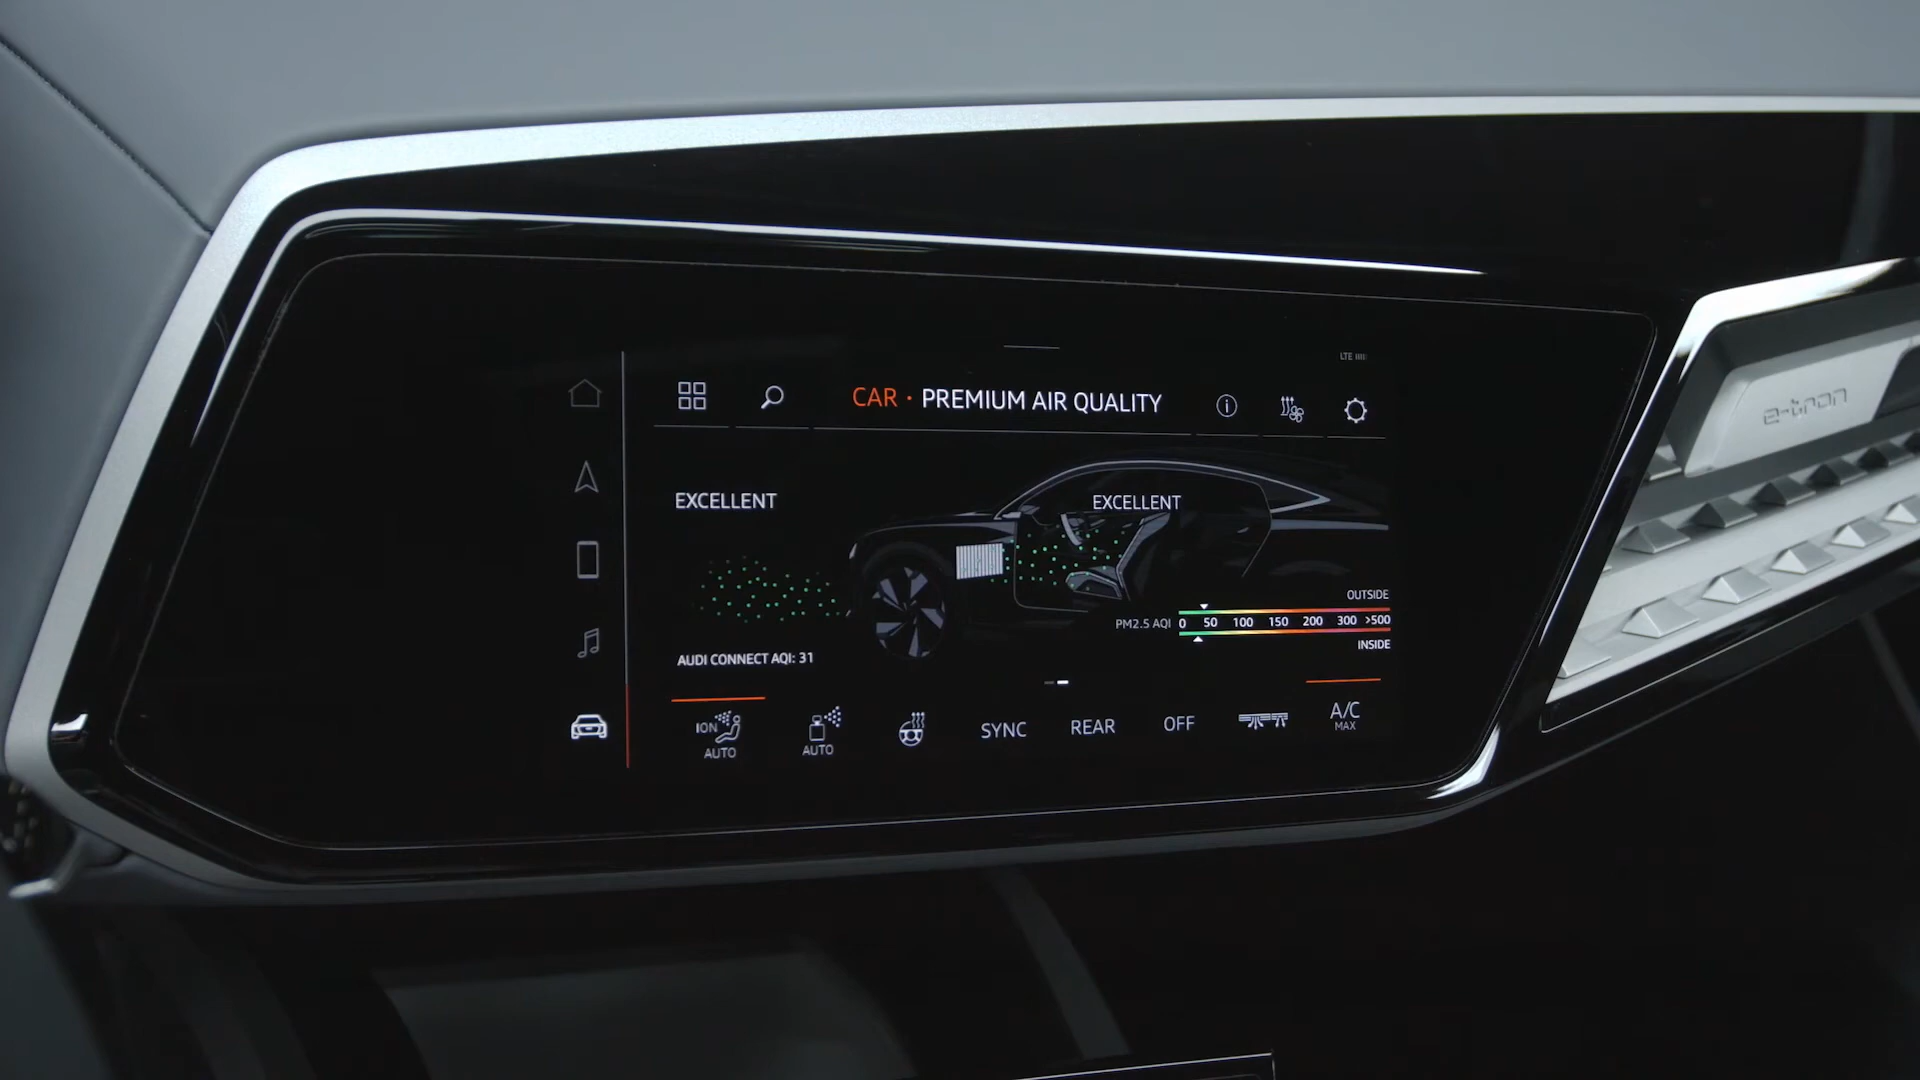 LTE
CAR · PREMIUM AIR QUALITY
EXCELLENT
EXCELLENT
e-tron
OUTSIDE
PM2.5 AQI 0 50 100 150 200 300 >500
INSIDE
AUDI CONNECT AQI: 31
ION
AUTO
AUTO
SYNC
REAR
OFF
A/C
MAX